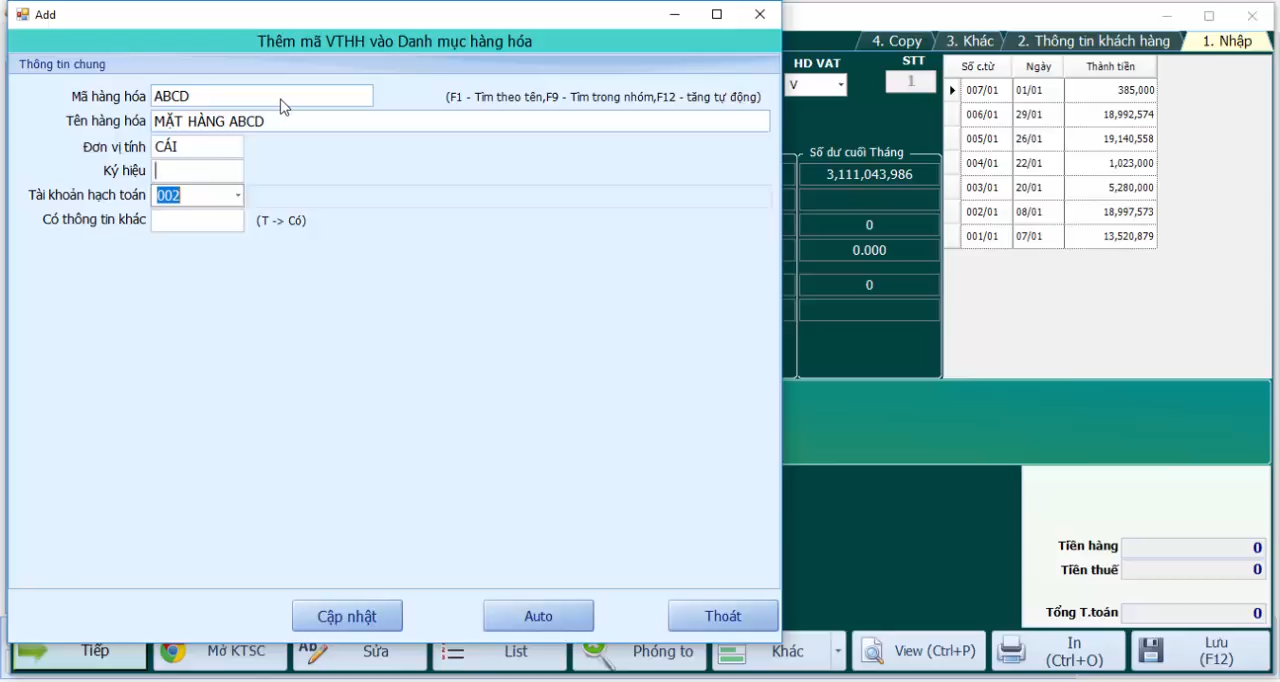 Add
Thêm mã VTHH vào Danh mục hàng hóa
Thông tin chung
Mã hàng hóa ABCD (F1 - Tìm theo tên,F9 - Tìm trong nhóm,F12 - tăng tự động)
Tên hàng hóa MẶT HÀNG ABCD
Đơn vị tính CÁI
Ký hiệu
Tài khoản hạch toán 002
Có thông tin khác (T -> Có)
Cập nhật Auto Thoát
4. Copy 3. Khác 2. Thông tin khách hàng 1. Nhập
HD VAT STT
V 1
Số dư cuối Tháng
3,111,043,986
0
0.000
0
Số c.từ Ngày Thành tiền
007/01 01/01 385,000
006/01 29/01 18,992,574
005/01 26/01 19,140,558
004/01 22/01 1,023,000
003/01 20/01 5,280,000
002/01 08/01 18,997,573
001/01 07/01 13,520,879
Tiền hàng 0
Tiền thuế 0
Tổng T.toán 0
Tiếp Mở KTSC Sửa List Phóng to Khác View (Ctrl+P) In (Ctrl+O) Lưu (F12)